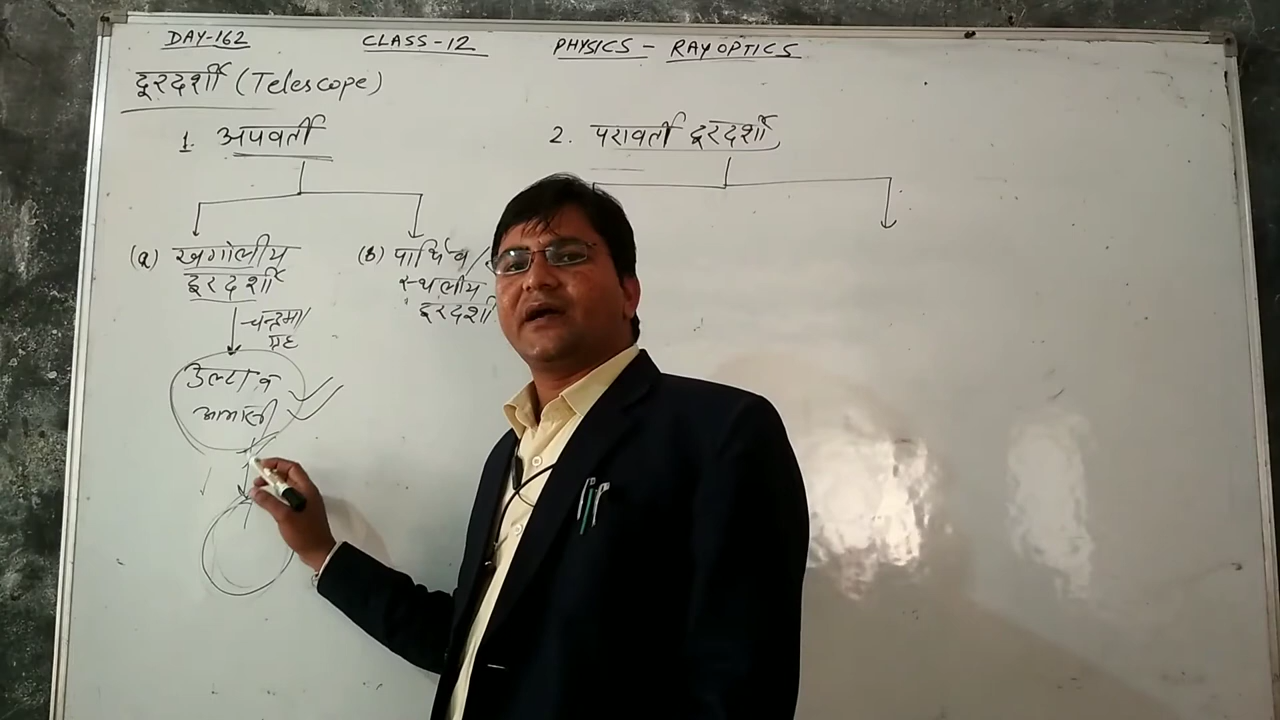 DAY-162 CLASS-12 PHYSICS - RAY OPTICS
दूरदर्शी (Telescope)
1. अपवर्ती
2. परावर्ती दूरदर्शी
(a) खगोलीय
दूरदर्शी
(b) पार्थिव /
स्थलीय
दूरदर्शी
चन्द्रमा/
ग्रह
उल्टा व
आभासी